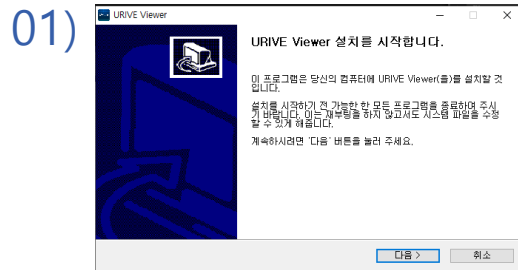 01)
URIVE Viewer
URIVE Viewer 설치를 시작합니다.
이 프로그램은 당신의 컴퓨터에 URIVE Viewer(을)를 설치할 것
입니다.
설치를 시작하기 전 가능한 한 모든 프로그램을 종료하여 주시
기 바랍니다. 이는 재부팅을 하지 않고서도 시스템 파일을 수정
할 수 있게 해줍니다.
계속하시려면 '다음' 버튼을 눌러 주세요.
다음 >
취소